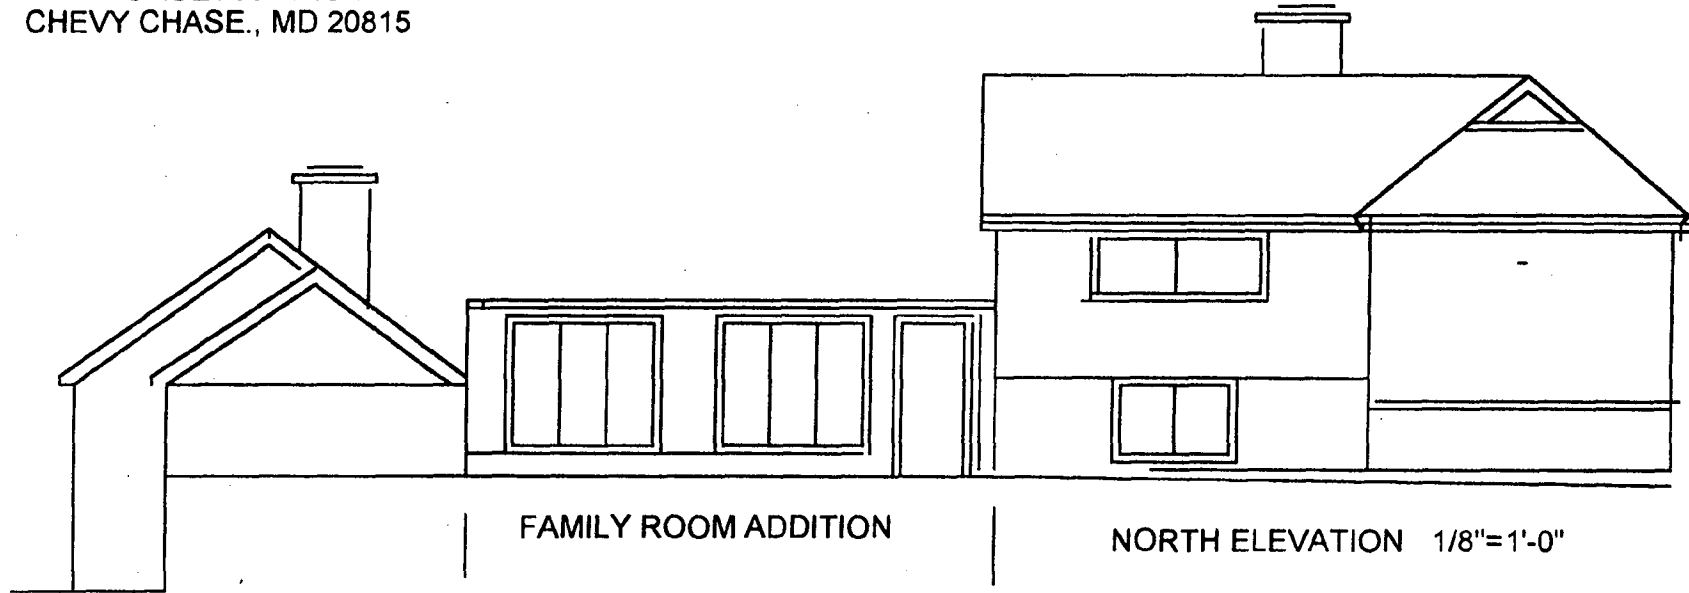 CHEVY CHASE., MD 20815
FAMILY ROOM ADDITION
NORTH ELEVATION 1/8"=1'-0"